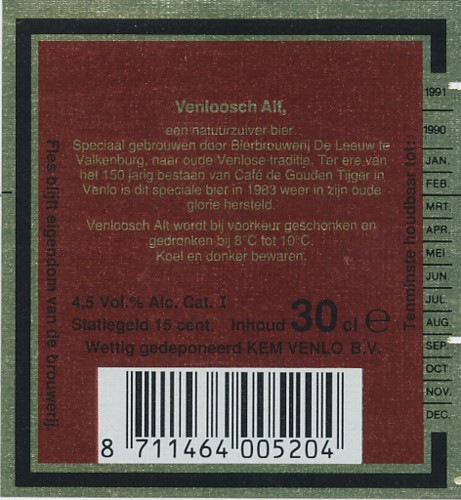 Venloosch Alt,
een natuurzuiver bier.
Speciaal gebrouwen door Bierbrouwerij De Leeuw te
Valkenburg, naar oude Venlose traditie. Ter ere van
het 150 jarig bestaan van Café de Gouden Tijger in
Venlo is dit speciale bier in 1983 weer in zijn oude
glorie hersteld.
Venloosch Alt wordt bij voorkeur geschonken en
gedronken bij 8°C tot 10°C.
Koel en donker bewaren.
4,5 Vol.% Alc. Cat. I
Statiegeld 15 cent. Inhoud 30 cl e
Wettig gedeponeerd KEM VENLO B.V.
8 711464 005204
Fles blijft eigendom van de brouwerij.
Tenminste houdbaar tot:
1991
1990
JAN.
FEB.
MRT.
APR.
MEI
JUN
JUL.
AUG.
SEP.
OCT.
NOV.
DEC.